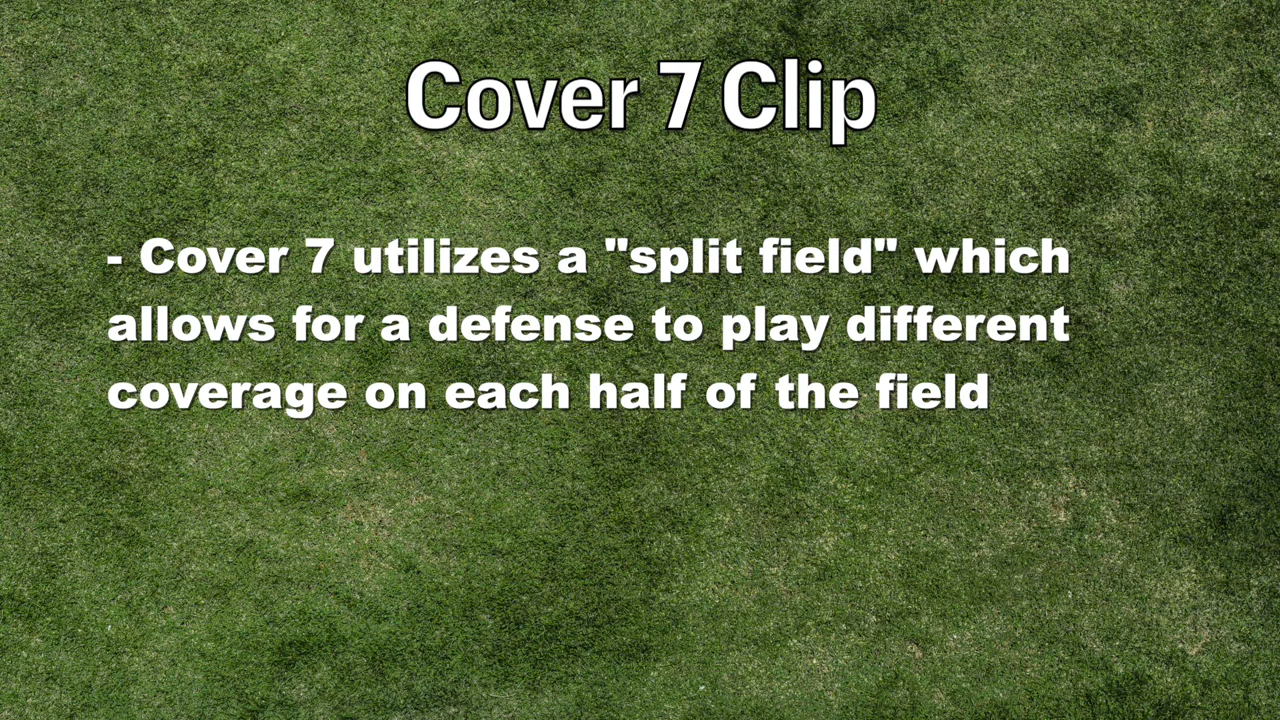 Cover 7 Clip
- Cover 7 utilizes a "split field" which
allows for a defense to play different
coverage on each half of the field